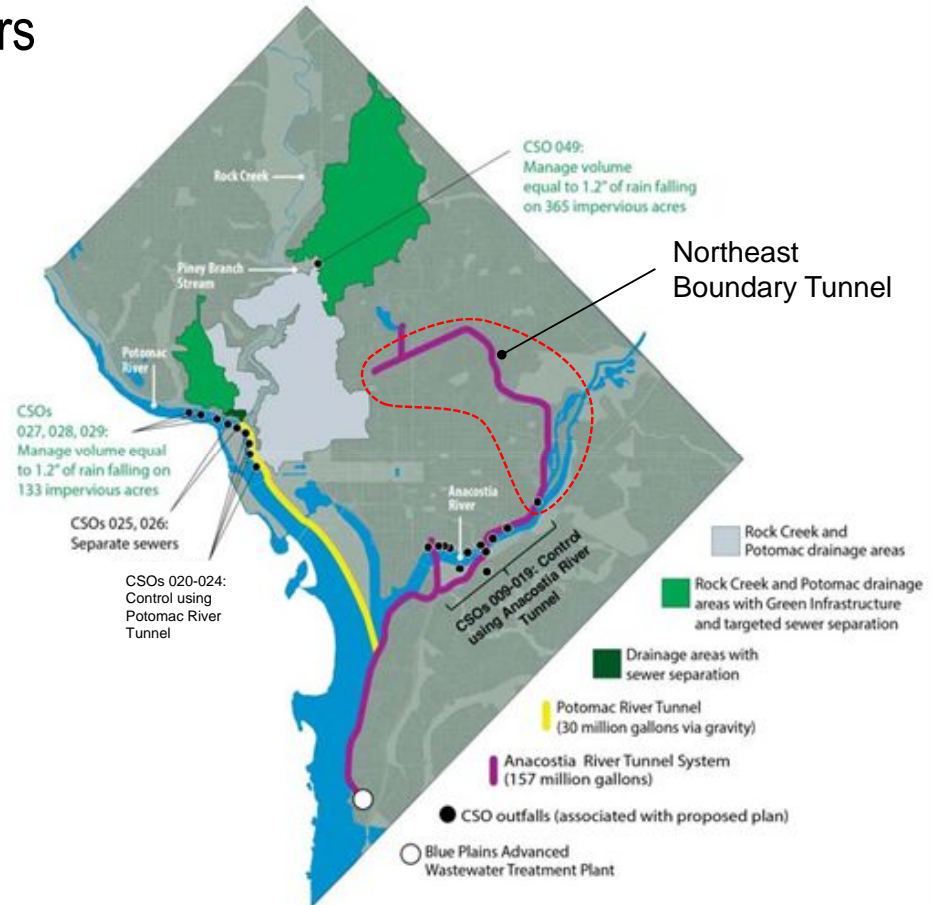 rs
CSO 049:
Manage volume
equal to 1.2" of rain falling
on 365 impervious acres
Rock Creek
Northeast
Boundary Tunnel
Piney Branch
Stream
Potomac
River
CSOs
027, 028, 029:
Manage volume equal
to 1.2" of rain falling on
133 impervious acres
CSOs 025, 026:
Separate sewers
CSOs 020-024:
Control using
Potomac River
Tunnel
Anacostia
River
CSOs 009-019: Control
using Anacostia River
Tunnel
Rock Creek and
Potomac drainage areas
Rock Creek and Potomac drainage
areas with Green Infrastructure
and targeted sewer separation
Drainage areas with
sewer separation
Potomac River Tunnel
(30 million gallons via gravity)
Anacostia River Tunnel System
(157 million gallons)
CSO outfalls (associated with proposed plan)
Blue Plains Advanced
Wastewater Treatment Plant